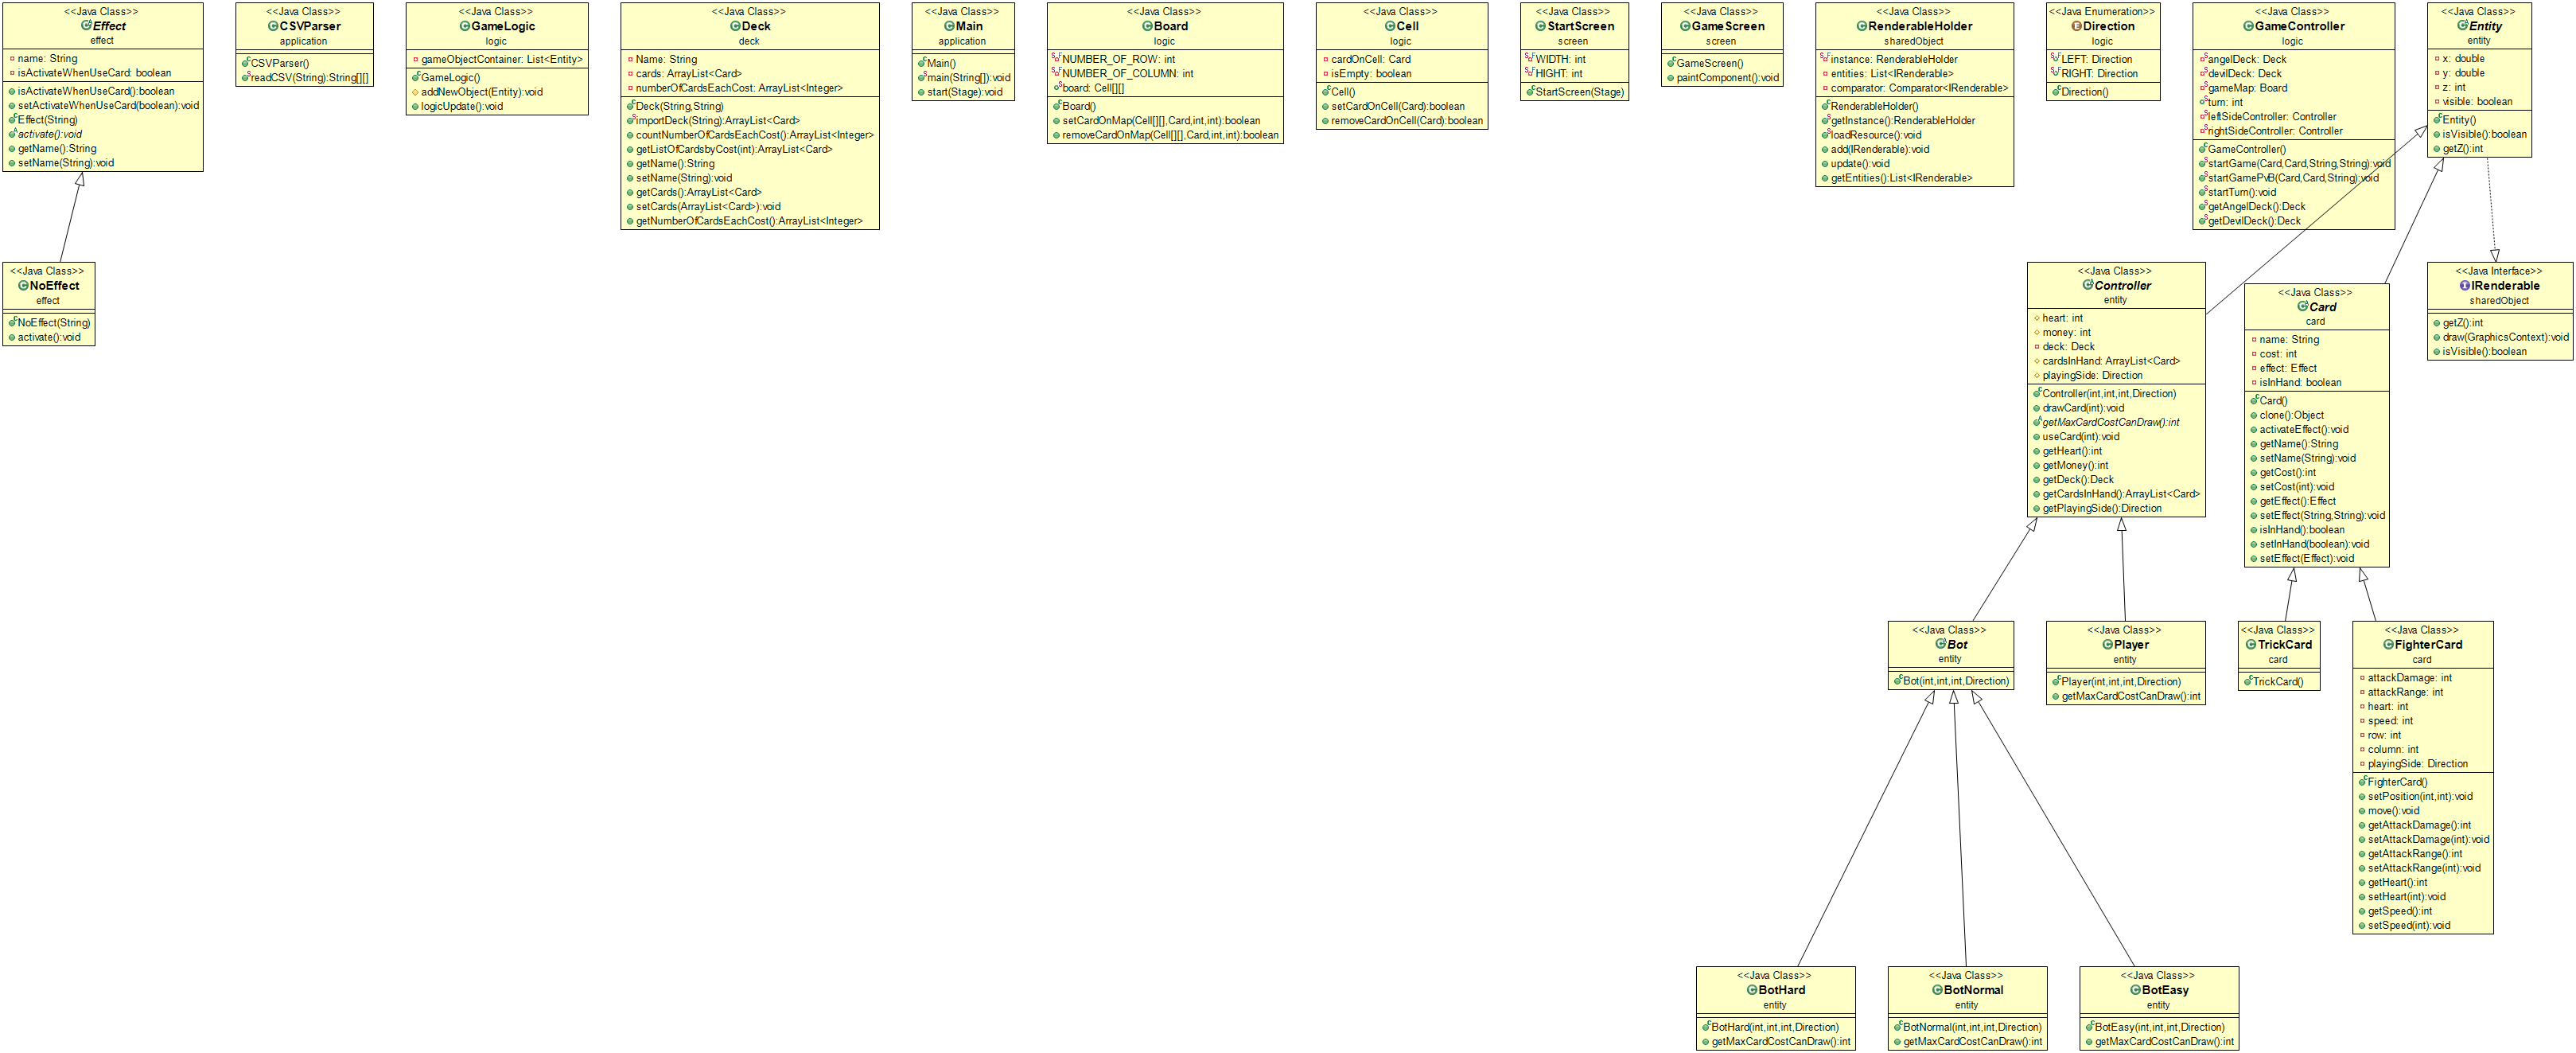 <<Java Class>>
Effect
effect
name: String
isActivateWhenUseCard: boolean
isActivateWhenUseCard():boolean
setActivateWhenUseCard(boolean):void
Effect(String)
activate():void
getName():String
setName(String):void
<<Java Class>>
CSVParser
application
CSVParser()
readCSV(String):String[][]
<<Java Class>>
GameLogic
logic
gameObjectContainer: List<Entity>
GameLogic()
addNewObject(Entity):void
logicUpdate():void
<<Java Class>>
Deck
deck
Name: String
cards: ArrayList<Card>
numberOfCardsEachCost: ArrayList<Integer>
Deck(String,String)
importDeck(String):ArrayList<Card>
countNumberOfCardsEachCost():ArrayList<Integer>
getListOfCardsbyCost(int):ArrayList<Card>
getName():String
setName(String):void
getCards():ArrayList<Card>
setCards(ArrayList<Card>):void
getNumberOfCardsEachCost():ArrayList<Integer>
<<Java Class>>
Main
application
Main()
main(String[]):void
start(Stage):void
<<Java Class>>
Board
logic
NUMBER_OF_ROW: int
NUMBER_OF_COLUMN: int
board: Cell[][]
Board()
setCardOnMap(Cell[][],Card,int,int):boolean
removeCardOnMap(Cell[][],Card,int,int):boolean
<<Java Class>>
Cell
logic
cardOnCell: Card
isEmpty: boolean
Cell()
setCardOnCell(Card):boolean
removeCardOnCell(Card):boolean
<<Java Class>>
StartScreen
screen
WIDTH: int
HIGHT: int
StartScreen(Stage)
<<Java Class>>
GameScreen
screen
GameScreen()
paintComponent():void
<<Java Class>>
RenderableHolder
sharedObject
instance: RenderableHolder
entities: List<IRenderable>
comparator: Comparator<IRenderable>
RenderableHolder()
getInstance():RenderableHolder
loadResource():void
add(IRenderable):void
update():void
getEntities():List<IRenderable>
<<Java Enumeration>>
Direction
logic
LEFT: Direction
RIGHT: Direction
Direction()
<<Java Class>>
GameController
logic
angelDeck: Deck
devilDeck: Deck
gameMap: Board
turn: int
leftSideController: Controller
rightSideController: Controller
GameController()
startGame(Card,Card,String,String):void
startGamePvB(Card,Card,String):void
startTurn():void
getAngelDeck():Deck
getDevilDeck():Deck
<<Java Class>>
Entity
entity
x: double
y: double
z: int
visible: boolean
Entity()
isVisible():boolean
getZ():int
<<Java Class>>
NoEffect
effect
NoEffect(String)
activate():void
<<Java Class>>
Controller
entity
heart: int
money: int
deck: Deck
cardsInHand: ArrayList<Card>
playingSide: Direction
Controller(int,int,int,Direction)
drawCard(int):void
getMaxCardCostCanDraw():int
useCard(int):void
getHeart():int
getMoney():int
getDeck():Deck
getCardsInHand():ArrayList<Card>
getPlayingSide():Direction
<<Java Class>>
Card
card
name: String
cost: int
effect: Effect
isInHand: boolean
Card()
clone():Object
activateEffect():void
getName():String
setName(String):void
getCost():int
setCost(int):void
getEffect():Effect
setEffect(String,String):void
isInHand():boolean
setInHand(boolean):void
setEffect(Effect):void
<<Java Interface>>
IRenderable
sharedObject
getZ():int
draw(GraphicsContext):void
isVisible():boolean
<<Java Class>>
Bot
entity
Bot(int,int,int,Direction)
<<Java Class>>
Player
entity
Player(int,int,int,Direction)
getMaxCardCostCanDraw():int
<<Java Class>>
TrickCard
card
TrickCard()
<<Java Class>>
FighterCard
card
attackDamage: int
attackRange: int
heart: int
speed: int
row: int
column: int
playingSide: Direction
FighterCard()
setPosition(int,int):void
move():void
getAttackDamage():int
setAttackDamage(int):void
getAttackRange():int
setAttackRange(int):void
getHeart():int
setHeart(int):void
getSpeed():int
setSpeed(int):void
<<Java Class>>
BotHard
entity
BotHard(int,int,int,Direction)
getMaxCardCostCanDraw():int
<<Java Class>>
BotNormal
entity
BotNormal(int,int,int,Direction)
getMaxCardCostCanDraw():int
<<Java Class>>
BotEasy
entity
BotEasy(int,int,int,Direction)
getMaxCardCostCanDraw():int